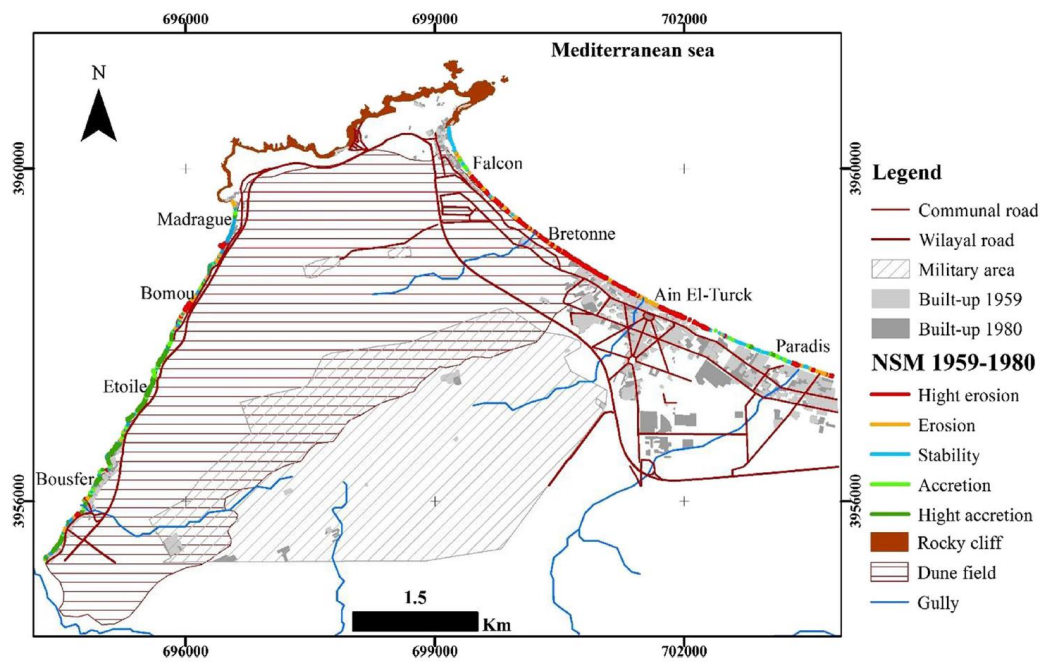 696000
699000
702000
Mediterranean sea
N
3960000
3960000
Falcon
Madrague
Bretonne
Bomou
Ain El-Turck
Paradis
Etoile
Bousfer
3956000
3956000
1.5
Km
696000
699000
702000
Legend
Communal road
Wilayal road
Military area
Built-up 1959
Built-up 1980
NSM 1959-1980
Hight erosion
Erosion
Stability
Accretion
Hight accretion
Rocky cliff
Dune field
Gully